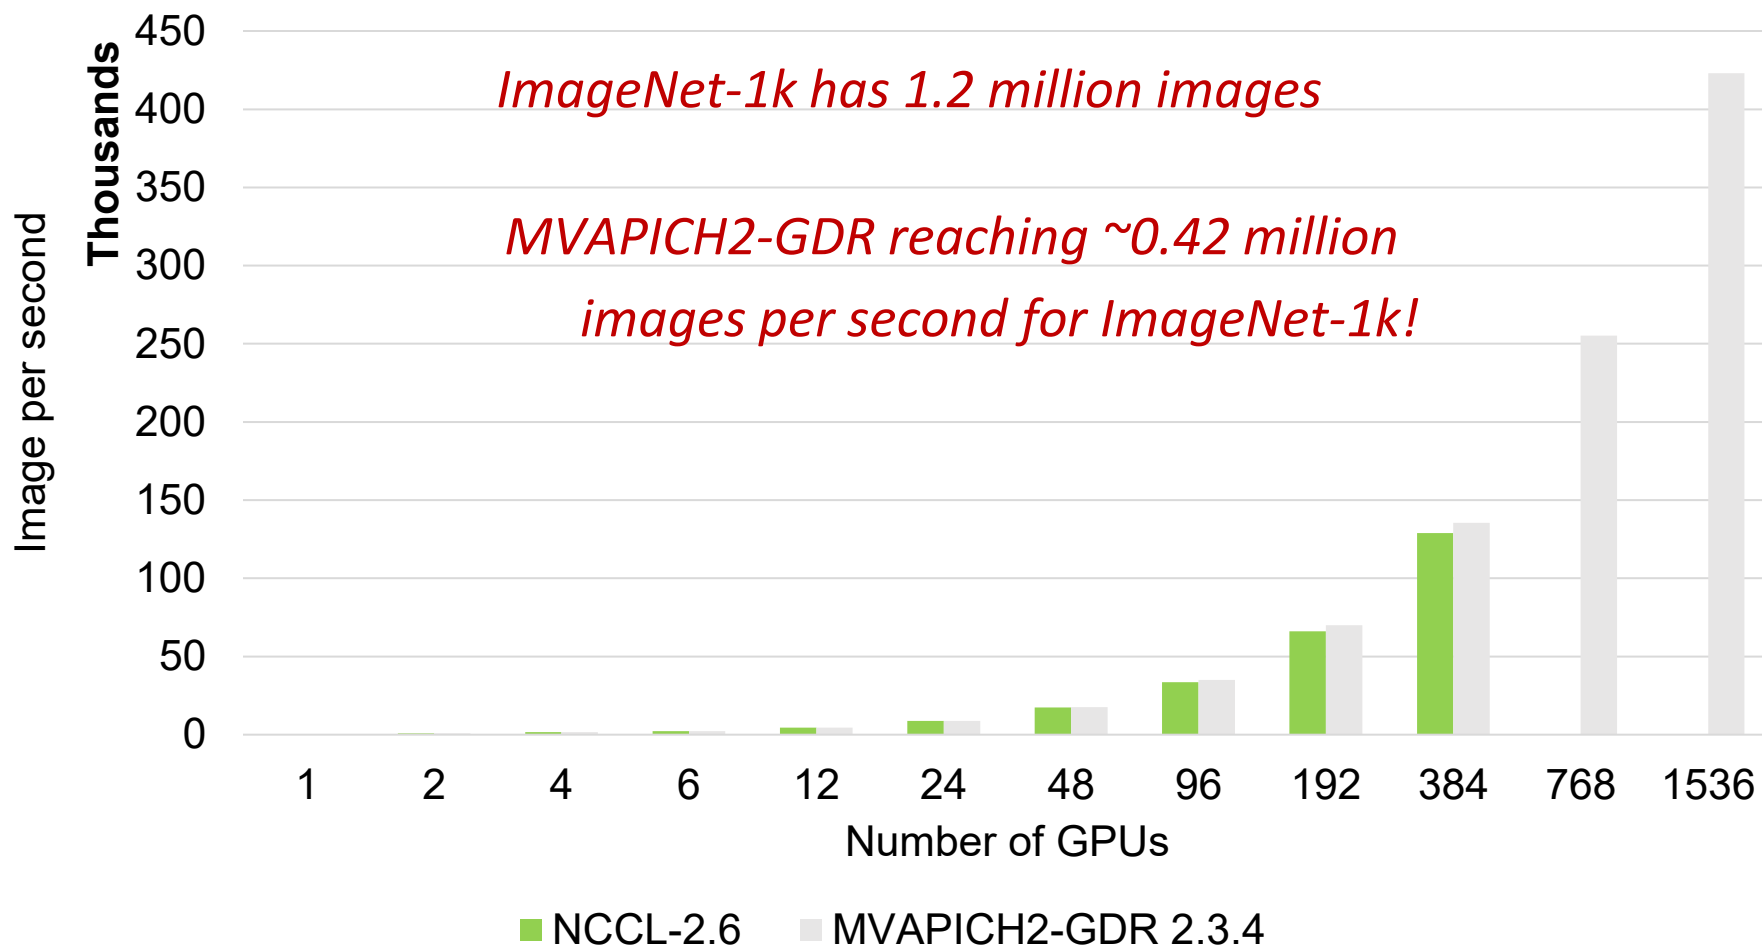 450
400
350
300
250
200
150
100
50
0
Thousands
Image per second
ImageNet-1k has 1.2 million images
MVAPICH2-GDR reaching ~0.42 million
images per second for ImageNet-1k!
1 2 4 6 12 24 48 96 192 384 768 1536
Number of GPUs
NCCL-2.6 MVAPICH2-GDR 2.3.4